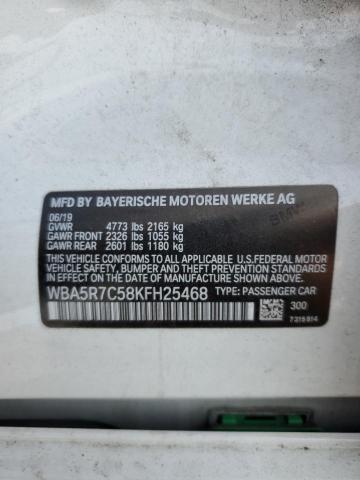 MFD BY BAYERISCHE MOTOREN WERKE AG
06/19
GVWR 4773 lbs 2165 kg
GAWR FRONT 2326 lbs 1055 kg
GAWR REAR 2601 lbs 1180 kg
THIS VEHICLE CONFORMS TO ALL APPLICABLE U.S.FEDERAL MOTOR
VEHICLE SAFETY, BUMPER, AND THEFT PREVENTION STANDARDS
IN EFFECT ON THE DATE OF MANUFACTURE SHOWN ABOVE.
WBA5R7C58KFH25468 TYPE: PASSENGER CAR
300